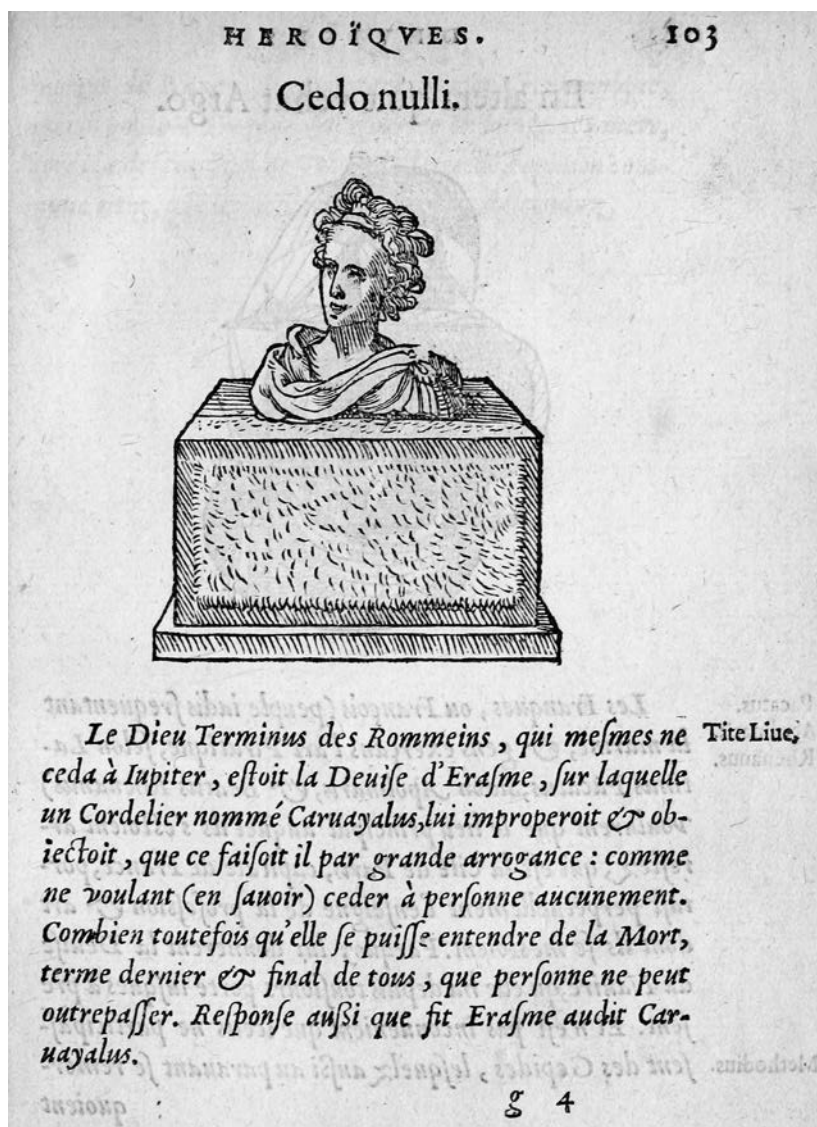 HEROÏQVES. 103
Cedo nulli.
Le Dieu Terminus des Rommeins, qui meſmes ne Tite Liue.
ceda à Iupiter, eſtoit la Deuiſe d'Eraſme, ſur laquelle
un Cordelier nommé Caruayalus, lui improperoit & ob-
iectoit, que ce faiſoit il par grande arrogance : comme
ne voulant (en ſauoir) ceder à perſonne aucunement.
Combien toutefois qu'elle ſe puiſſe entendre de la Mort,
terme dernier & final de tous, que perſonne ne peut
outrepaſſer. Reſponſe auſſi que fit Eraſme audit Car-
uayalus.
g 4